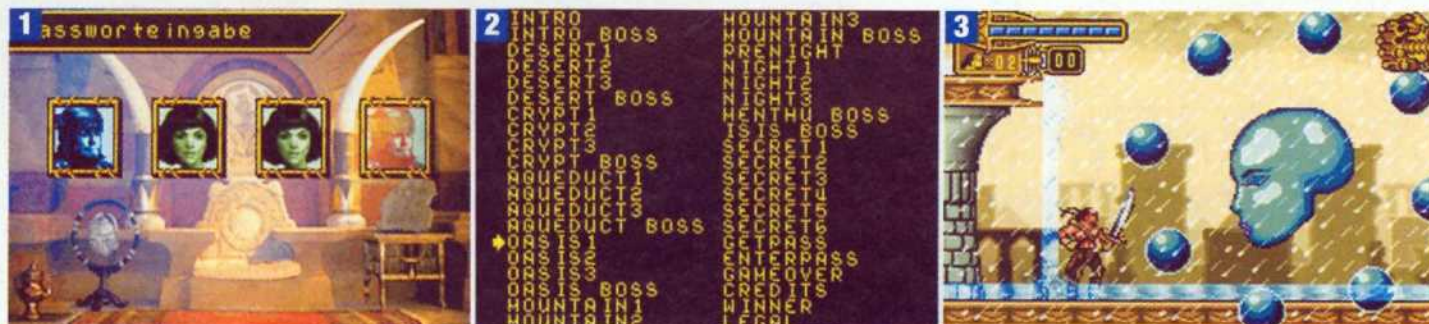 1
assworteingabe
2
INTRO
INTRO BOSS
DESERT1
DESERT2
DESERT3
DESERT BOSS
CRYPT1
CRYPT2
CRYPT3
CRYPT BOSS
AQUEDUCT1
AQUEDUCT2
AQUEDUCT3
AQUEDUCT BOSS
OASIS1
OASIS2
OASIS3
OASIS BOSS
MOUNTAIN1
MOUNTAIN2
MOUNTAIN3
MOUNTAIN BOSS
PRENIGHT
NIGHT1
NIGHT2
NIGHT3
HENTHU BOSS
ISIS BOSS
SECRET1
SECRET2
SECRET3
SECRET4
SECRET5
SECRET6
GETPASS
ENTERPASS
GAMEOVER
CREDITS
WINNER
LEGAL
3
×02 00